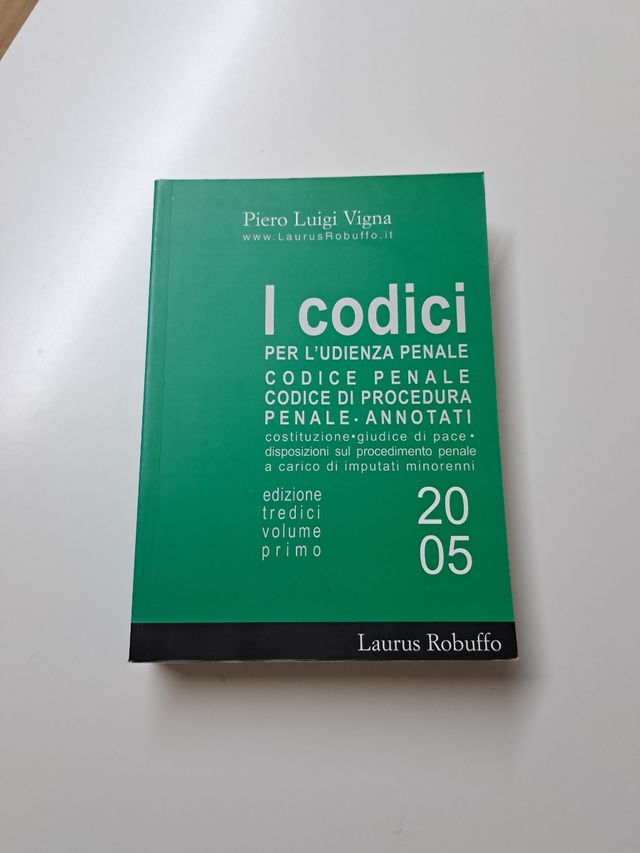 Piero Luigi Vigna
www.LaurusRobuffo.it
I codici
PER L'UDIENZA PENALE
CODICE PENALE
CODICE DI PROCEDURA
PENALE· ANNOTATI
costituzione•giudice di pace•
disposizioni sul procedimento penale
a carico di imputati minorenni
edizione
tredici
volume
primo
20
05
Laurus Robuffo